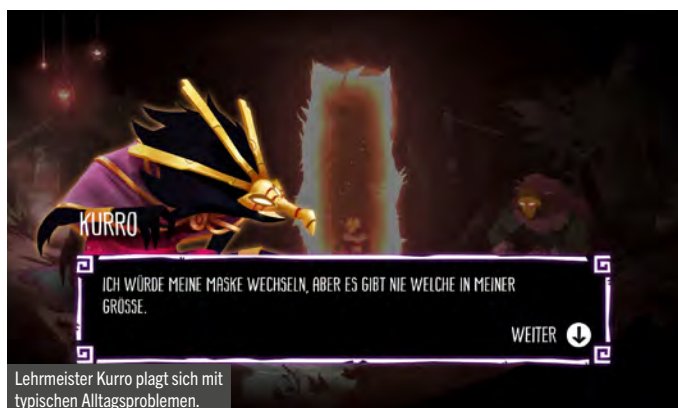 KURRO
ICH WÜRDE MEINE MASKE WECHSELN, ABER ES GIBT NIE WELCHE IN MEINER
GRÖSSE.
WEITER
Lehrmeister Kurro plagt sich mit
typischen Alltagsproblemen.